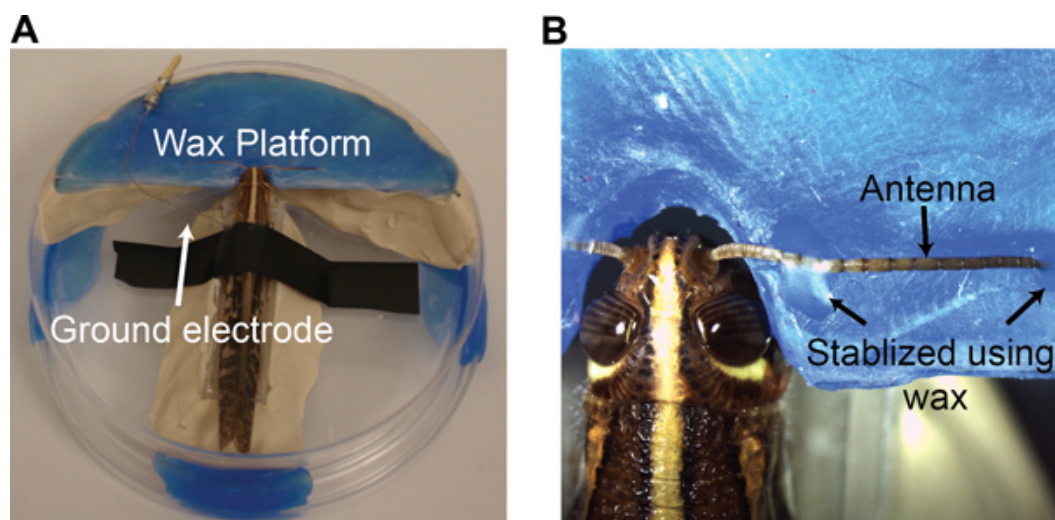 A
B
Wax Platform
Ground electrode
Antenna
Stablized using
wax